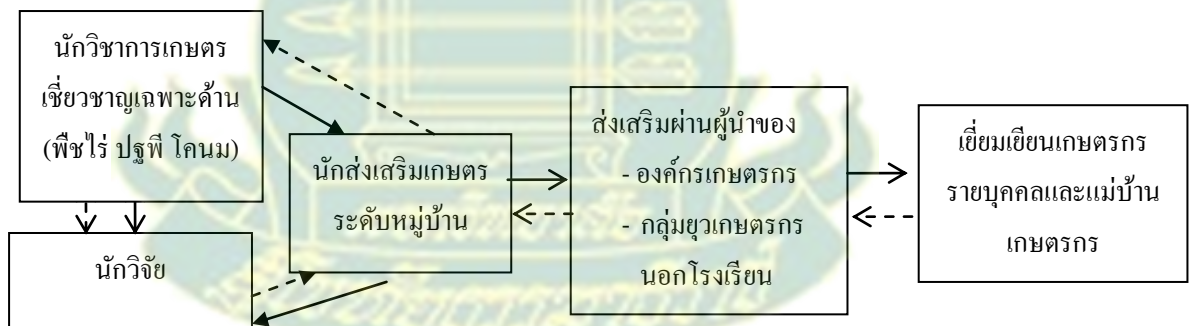 นักวิชาการเกษตร
เชี่ยวชาญเฉพาะด้าน
(พืชไร่ ปฐพี โคนม)
นักวิจัย
นักส่งเสริมเกษตร
ระดับหมู่บ้าน
ส่งเสริมผ่านผู้นำของ
- องค์กรเกษตรกร
- กลุ่มยุวเกษตรกร
นอกโรงเรียน
เยี่ยมเยียนเกษตรกร
รายบุคคลและแม่บ้าน
เกษตรกร